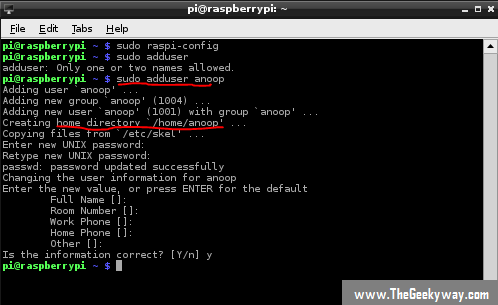 pi@raspberrypi: ~
File Edit Tabs Help
pi@raspberrypi ~ $ sudo raspi-config
pi@raspberrypi ~ $ sudo adduser
adduser: Only one or two names allowed.
pi@raspberrypi ~ $ sudo adduser anoop
Adding user `anoop' ...
Adding new group `anoop' (1004) ...
Adding new user `anoop' (1001) with group `anoop' ...
Creating home directory `/home/anoop' ...
Copying files from `/etc/skel' ...
Enter new UNIX password:
Retype new UNIX password:
passwd: password updated successfully
Changing the user information for anoop
Enter the new value, or press ENTER for the default
Full Name []:
Room Number []:
Work Phone []:
Home Phone []:
Other []:
Is the information correct? [Y/n] y
pi@raspberrypi ~ $
www.TheGeekyway.com